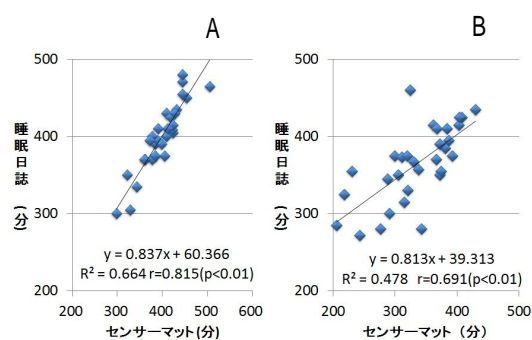 A
500
400
300
200
睡眠日誌(分)
y = 0.837x + 60.366
R² = 0.664 r=0.815(p<0.01)
200 300 400 500 600
センサーマット(分)
B
500
400
300
200
睡眠日誌(分)
y = 0.813x + 39.313
R² = 0.478 r=0.691(p<0.01)
200 300 400 500
センサーマット (分)